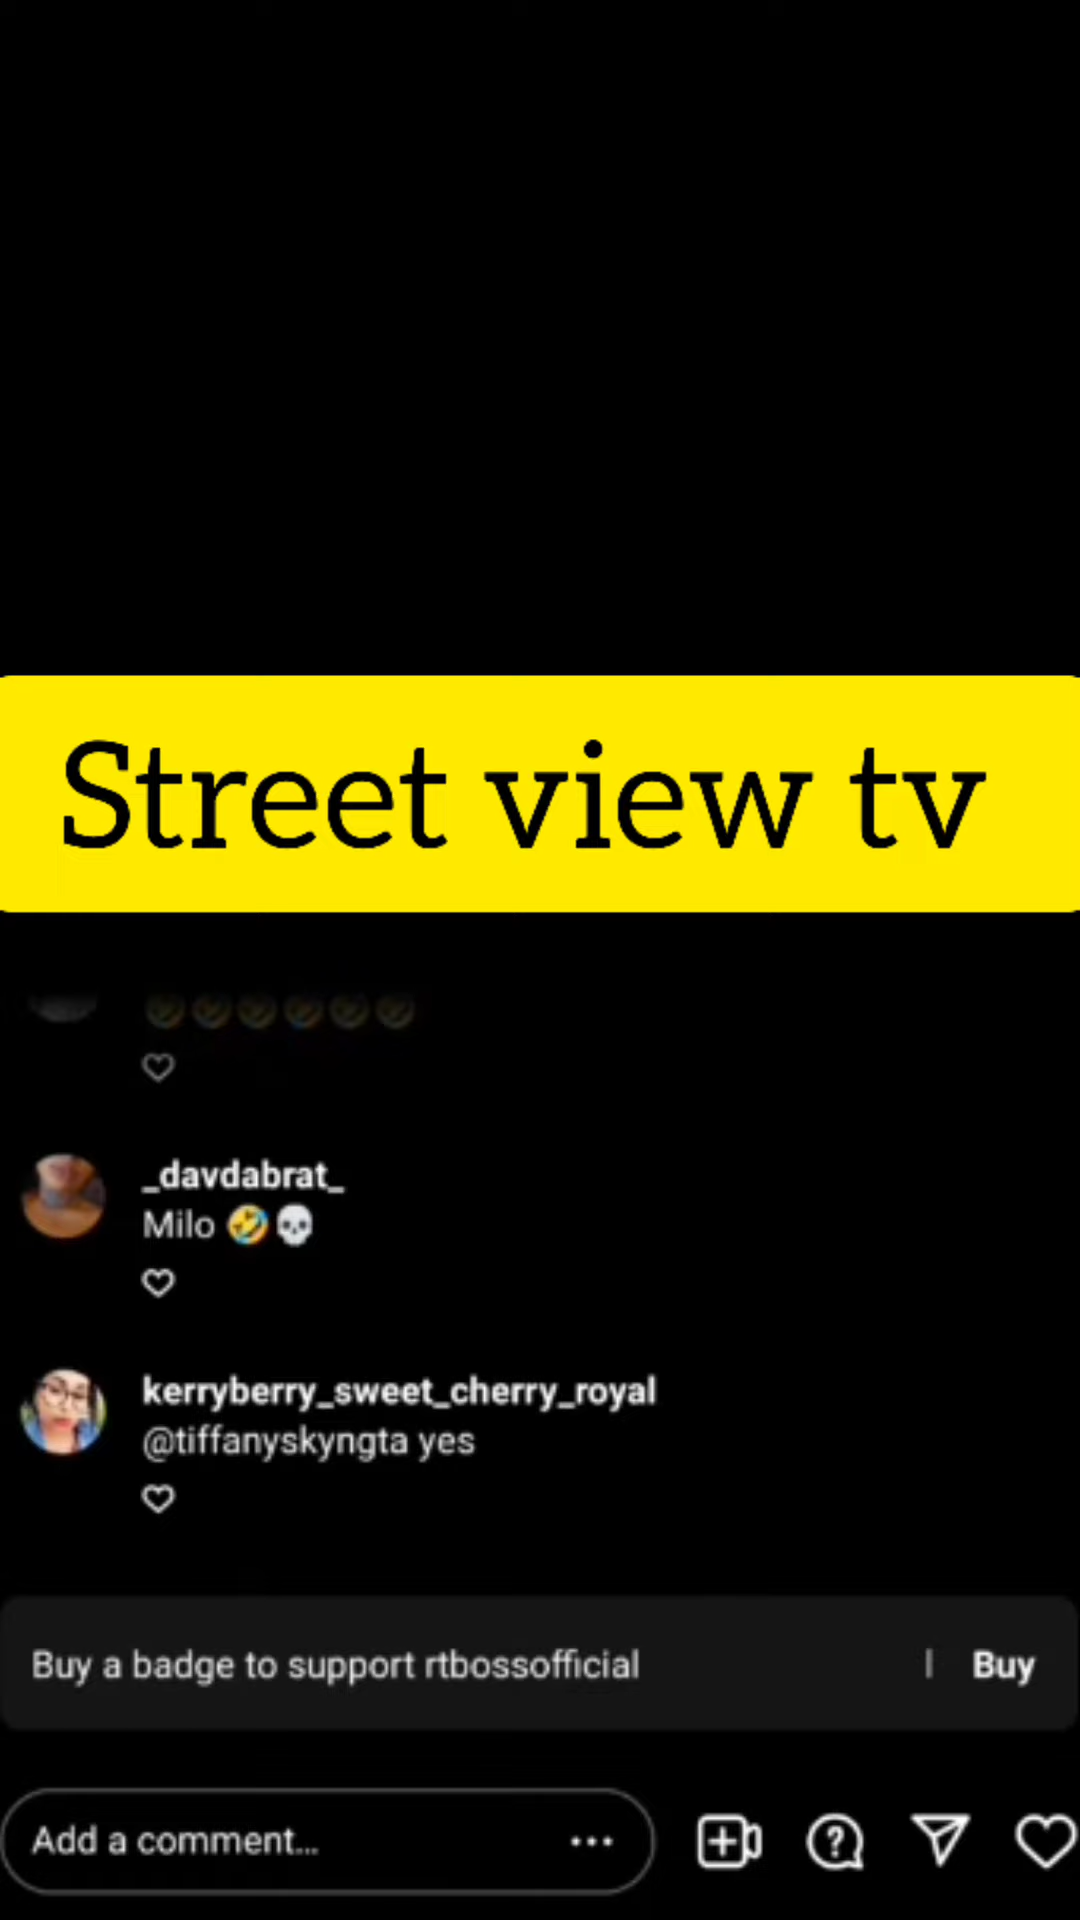 Street view tv
🤣🤣🤣🤣🤣🤣
_davdabrat_
Milo 🤣💀
kerryberry_sweet_cherry_royal
@tiffanyskyngta yes
Buy a badge to support rtbossofficial | Buy
Add a comment...